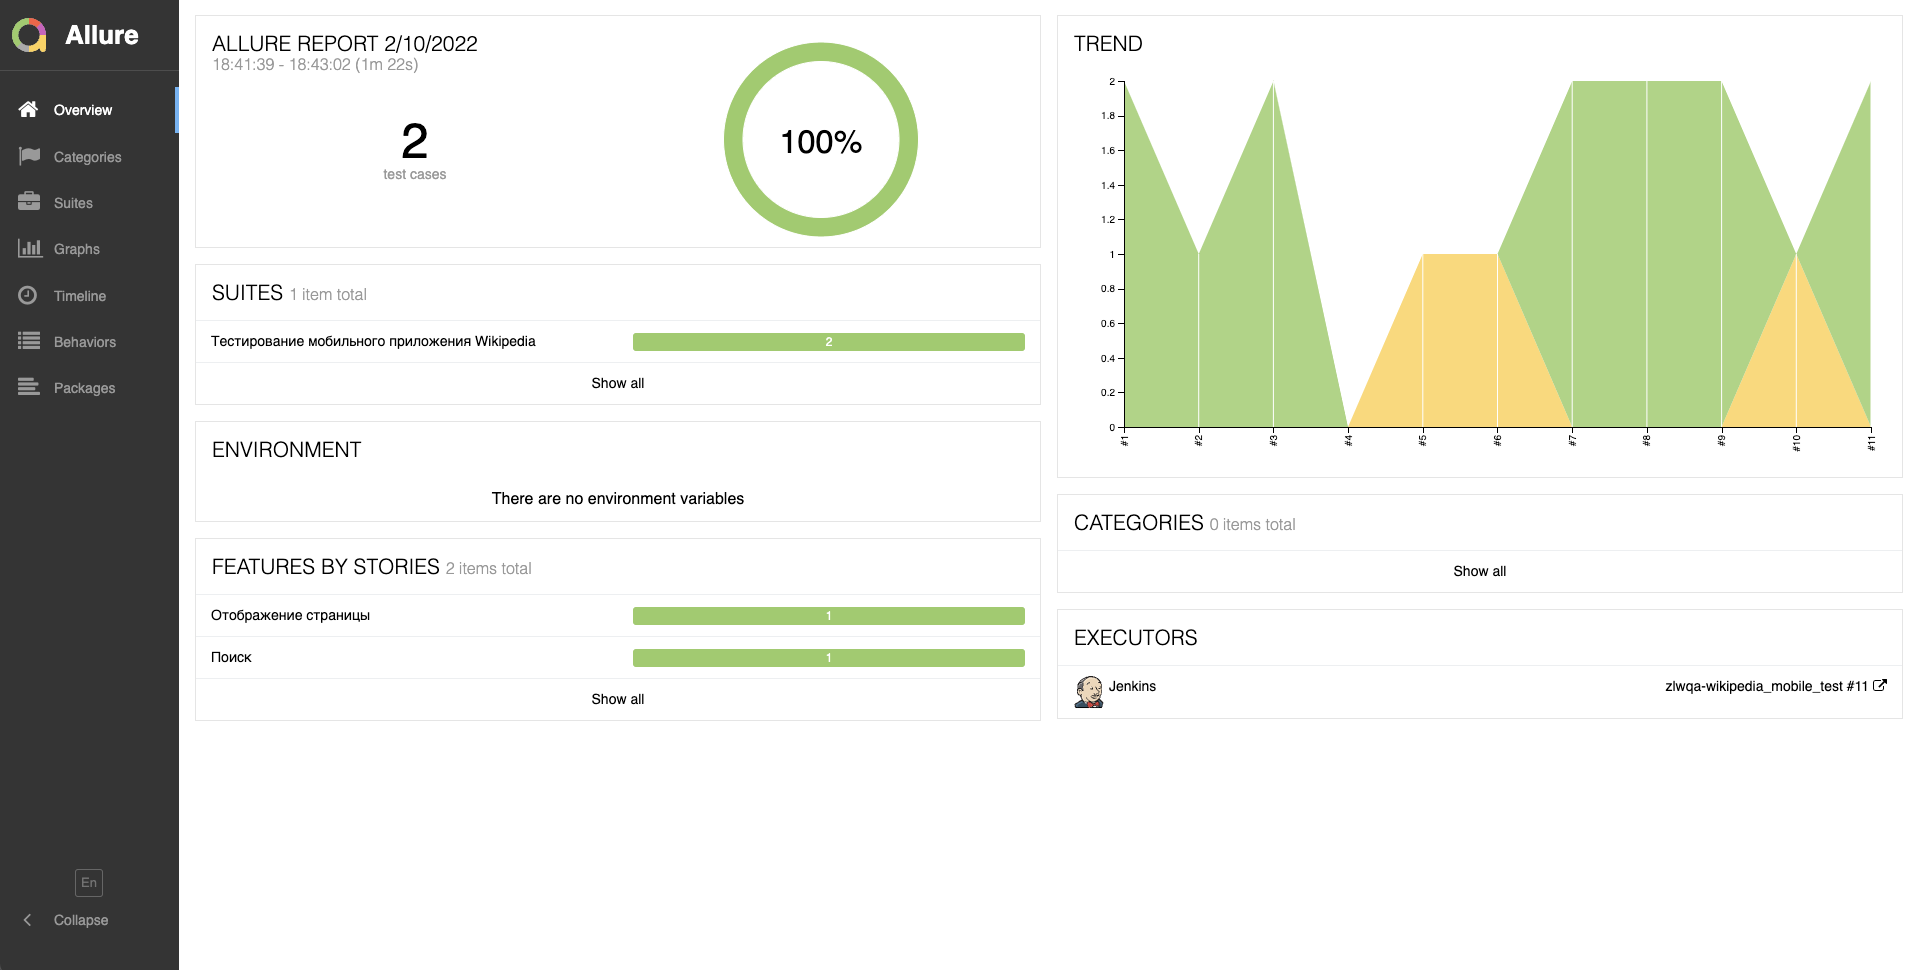 Allure
Overview
Categories
Suites
Graphs
Timeline
Behaviors
Packages
En
Collapse
ALLURE REPORT 2/10/2022
18:41:39 - 18:43:02 (1m 22s)
2
test cases
100%
SUITES 1 item total
Тестирование мобильного приложения Wikipedia 2
Show all
ENVIRONMENT
There are no environment variables
FEATURES BY STORIES 2 items total
Отображение страницы 1
Поиск 1
Show all
TREND
2
1.8
1.6
1.4
1.2
1
0.8
0.6
0.4
0.2
0
#1 #2 #3 #4 #5 #6 #7 #8 #9 #10 #11
CATEGORIES 0 items total
Show all
EXECUTORS
Jenkins zlwqa-wikipedia_mobile_test #11